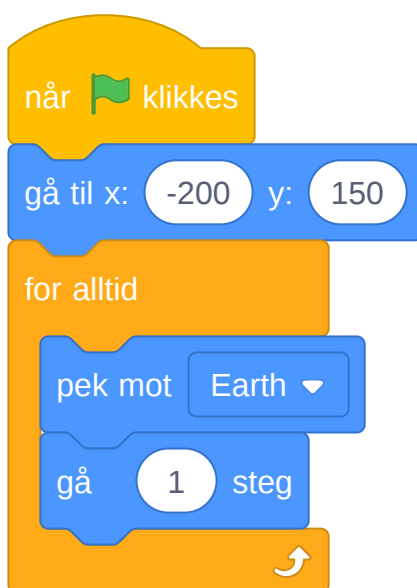 når klikkes
gå til x: -200 y: 150
for alltid
pek mot Earth
gå 1 steg